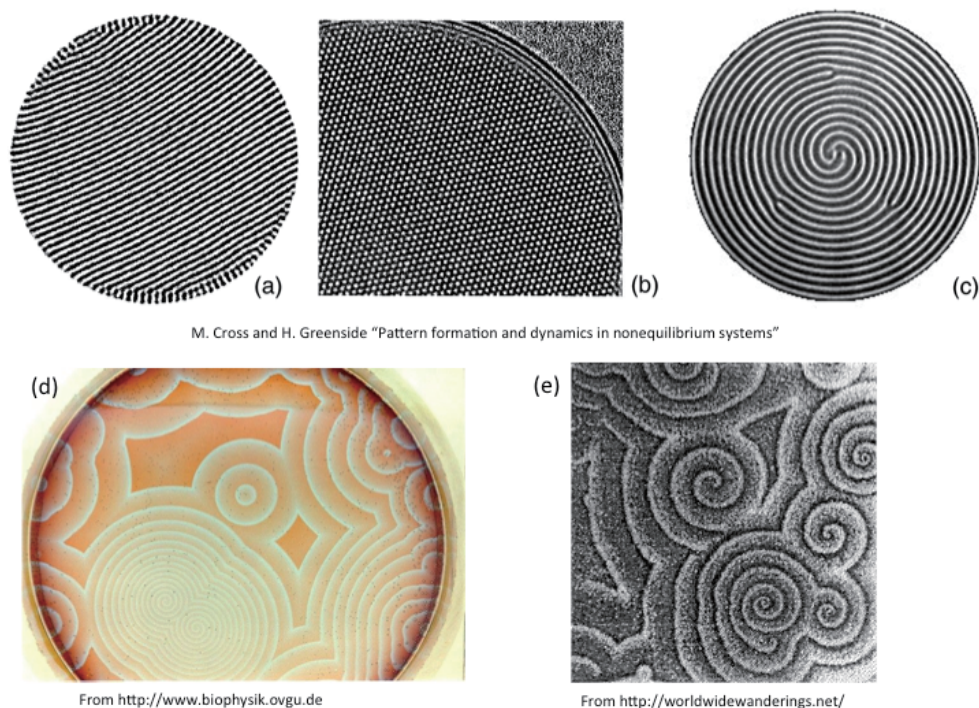 (a)
(b)
(c)
M. Cross and H. Greenside “Pattern formation and dynamics in nonequilibrium systems”
(d)
(e)
From http://www.biophysik.ovgu.de
From http://worldwidewanderings.net/